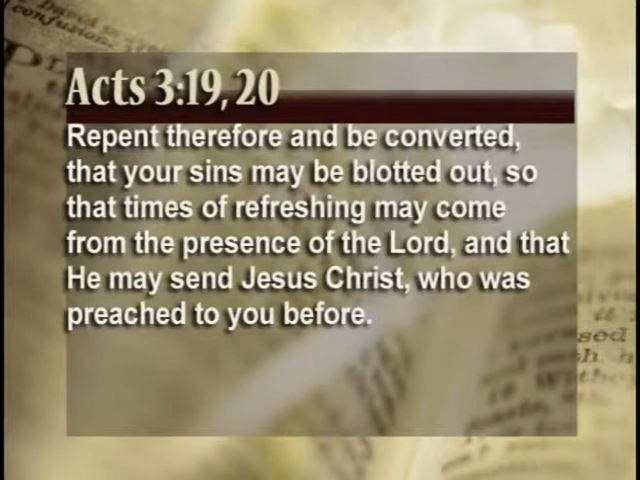 David's
confusion.
Acts 3:19, 20
Repent therefore and be converted,
that your sins may be blotted out, so
that times of refreshing may come
from the presence of the Lord, and that
He may send Jesus Christ, who was
preached to you before.